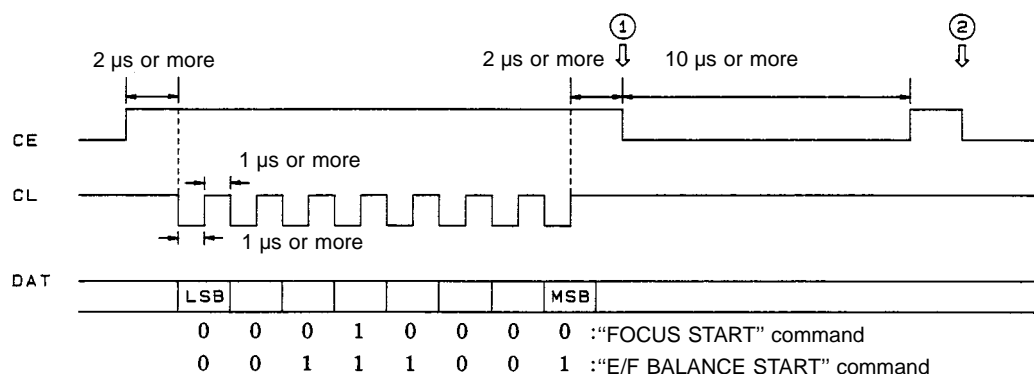 ① ②
2 µs or more 2 µs or more 10 µs or more
CE
1 µs or more
CL
1 µs or more
DAT
LSB MSB
0 0 0 1 0 0 0 0 :“FOCUS START” command
0 0 1 1 1 0 0 1 :“E/F BALANCE START” command